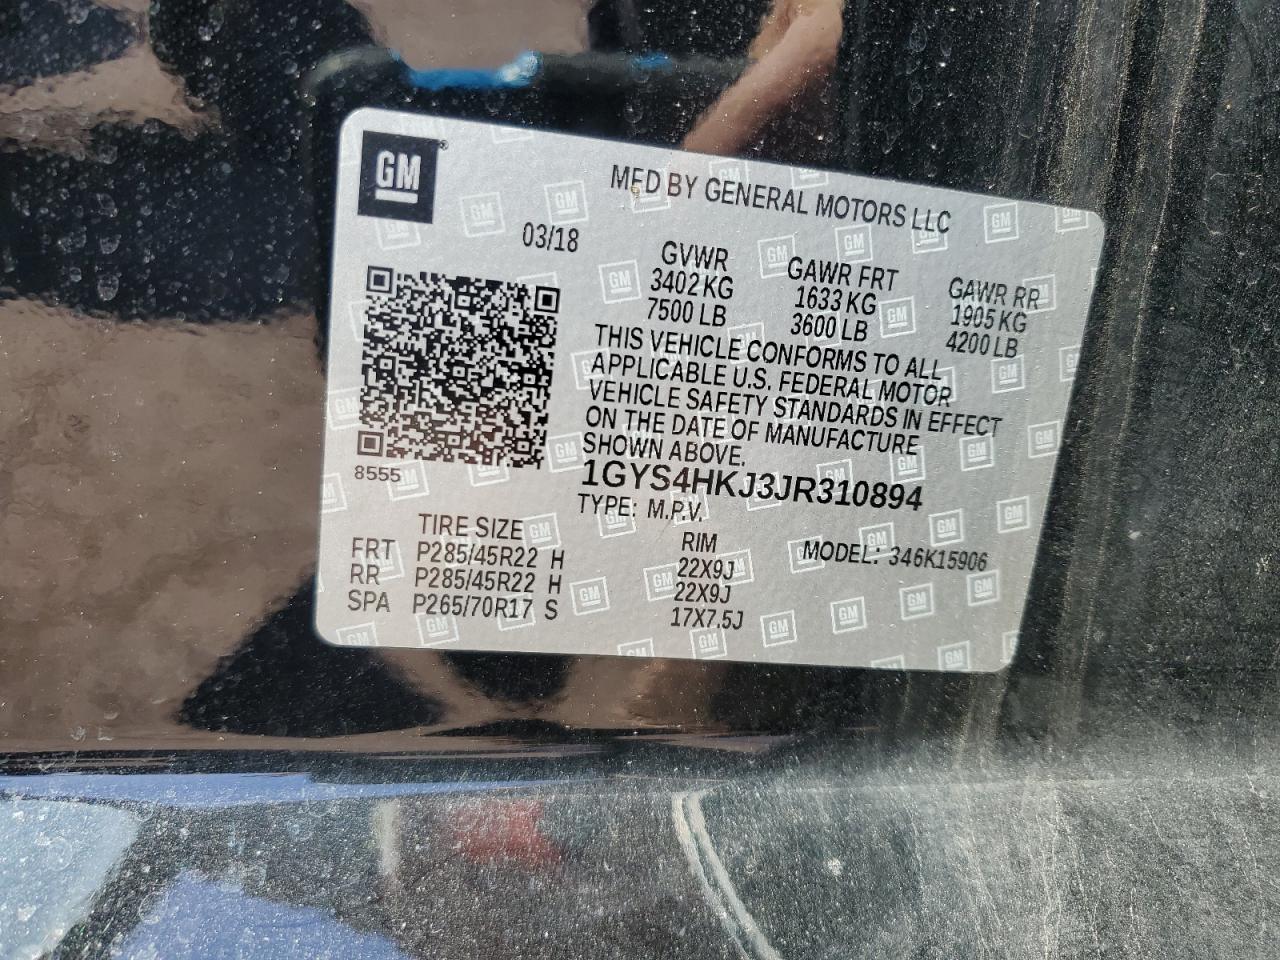 GM
MFD BY GENERAL MOTORS LLC
03/18
GVWR GAWR FRT GAWR RR
3402 KG 1633 KG 1905 KG
7500 LB 3600 LB 4200 LB
THIS VEHICLE CONFORMS TO ALL
APPLICABLE U.S. FEDERAL MOTOR
VEHICLE SAFETY STANDARDS IN EFFECT
ON THE DATE OF MANUFACTURE
SHOWN ABOVE.
8555
1GYS4HKJ3JR310894
TYPE: M.P.V.
TIRE SIZE RIM MODEL: 346K15906
FRT P285/45R22 H 22X9J
RR P285/45R22 H 22X9J
SPA P265/70R17 S 17X7.5J